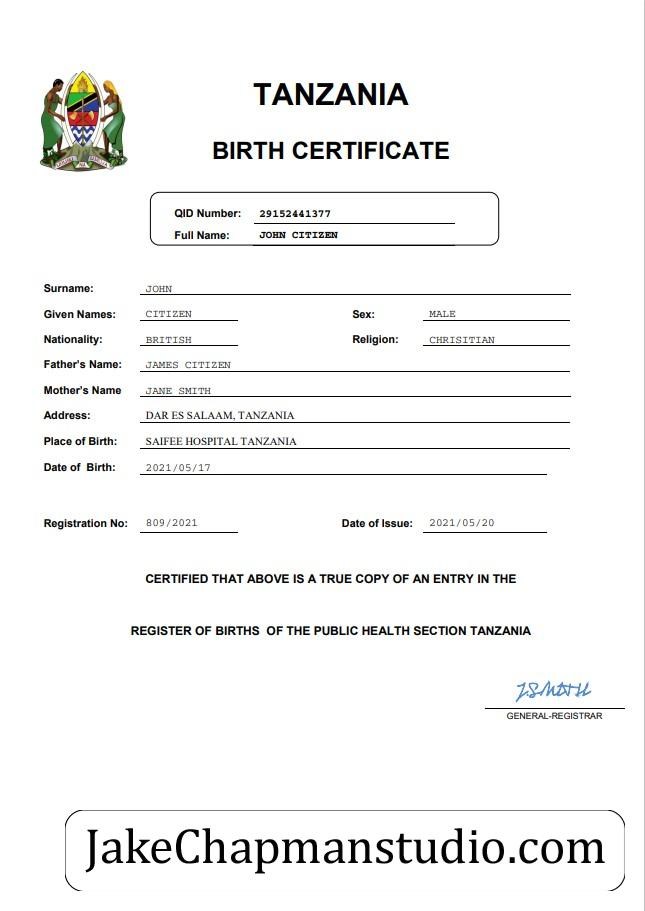 TANZANIA
BIRTH CERTIFICATE
QID Number: 29152441377
Full Name: JOHN CITIZEN
Surname: JOHN
Given Names: CITIZEN Sex: MALE
Nationality: BRITISH Religion: CHRISITIAN
Father's Name: JAMES CITIZEN
Mother's Name JANE SMITH
Address: DAR ES SALAAM, TANZANIA
Place of Birth: SAIFEE HOSPITAL TANZANIA
Date of Birth: 2021/05/17
Registration No: 809/2021 Date of Issue: 2021/05/20
CERTIFIED THAT ABOVE IS A TRUE COPY OF AN ENTRY IN THE
REGISTER OF BIRTHS OF THE PUBLIC HEALTH SECTION TANZANIA
J.SMITH
GENERAL-REGISTRAR
JakeChapmanstudio.com